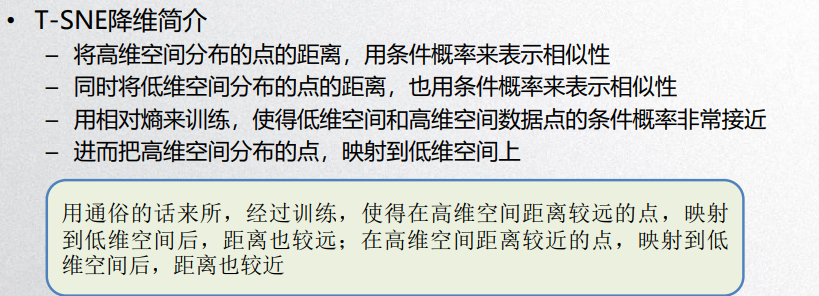 • T-SNE降维简介
– 将高维空间分布的点的距离，用条件概率来表示相似性
– 同时将低维空间分布的点的距离，也用条件概率来表示相似性
– 用相对熵来训练，使得低维空间和高维空间数据点的条件概率非常接近
– 进而把高维空间分布的点，映射到低维空间上
用通俗的话来所，经过训练，使得在高维空间距离较远的点，映射
到低维空间后，距离也较远；在高维空间距离较近的点，映射到低
维空间后，距离也较近